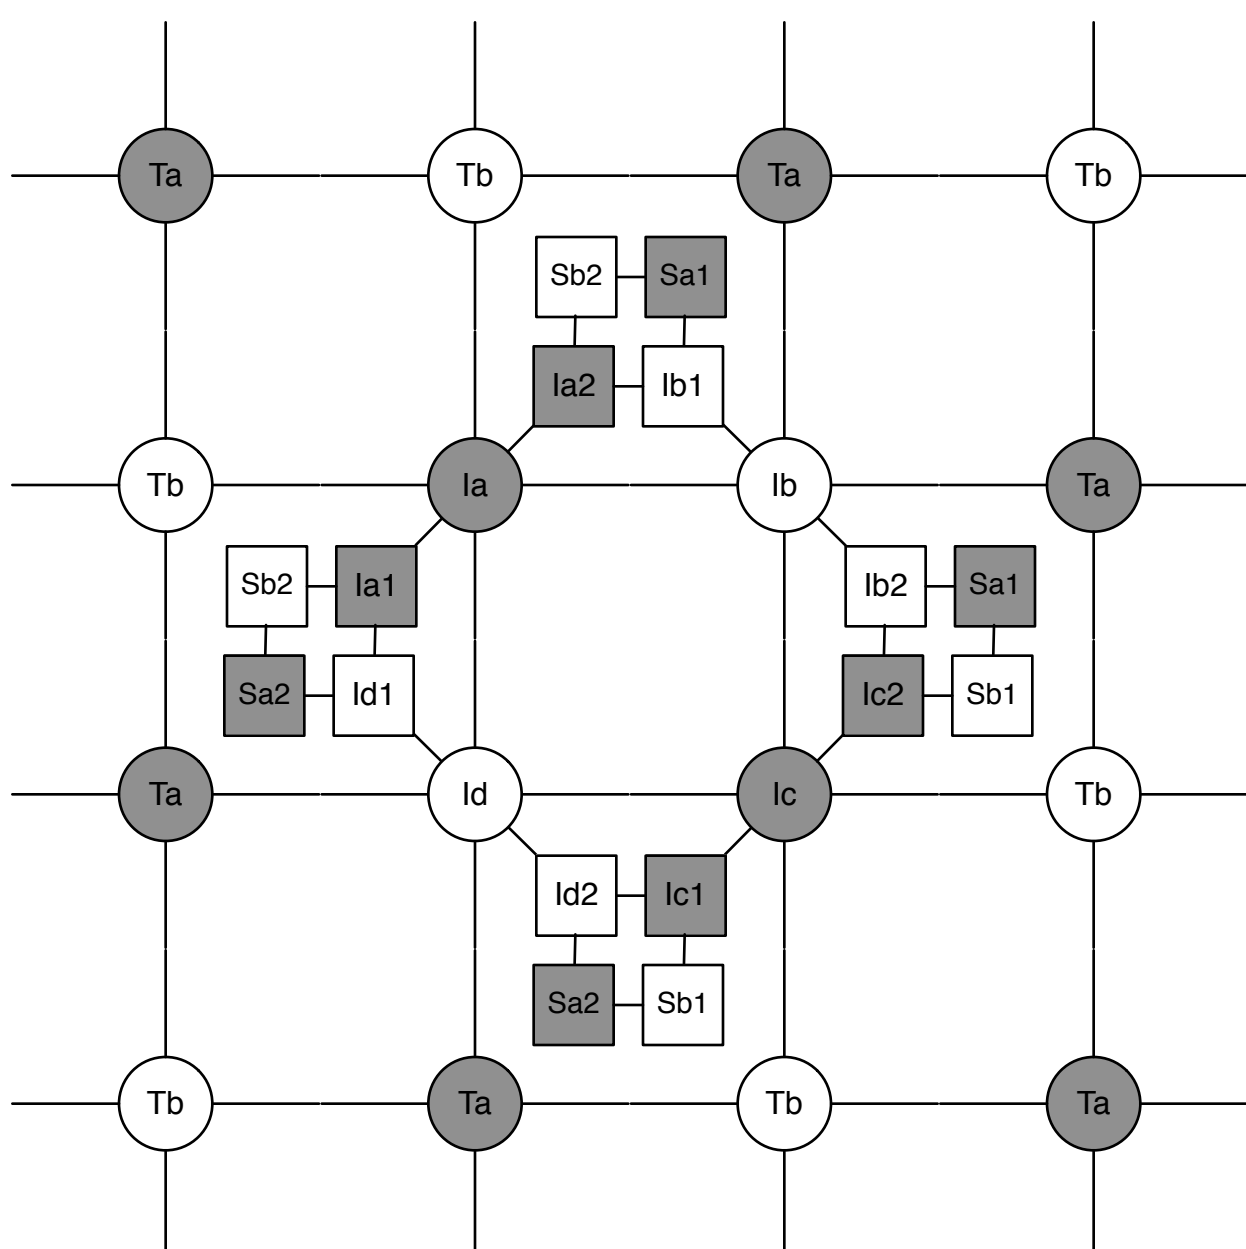 Ta Tb Ta Tb
Sb2 Sa1
Ia2 Ib1
Tb Ia Ib Ta
Sb2 Ia1 Ib2 Sa1
Sa2 Id1 Ic2 Sb1
Ta Id Ic Tb
Id2 Ic1
Sa2 Sb1
Tb Ta Tb Ta